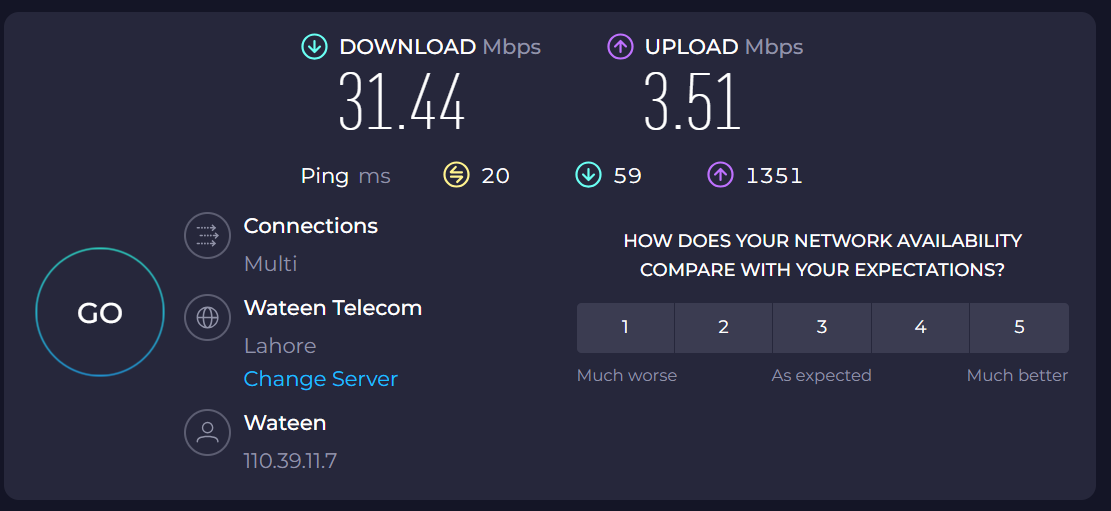 DOWNLOAD Mbps
31.44
UPLOAD Mbps
3.51
Ping ms 20 59 1351
GO
Connections
Multi
Wateen Telecom
Lahore
Change Server
Wateen
110.39.11.7
HOW DOES YOUR NETWORK AVAILABILITY
COMPARE WITH YOUR EXPECTATIONS?
1 2 3 4 5
Much worse As expected Much better